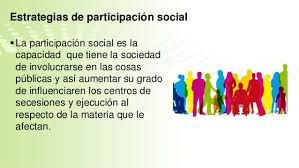 Estrategias de participación social
▪La participación social es la
capacidad que tiene la sociedad
de involucrarse en las cosas
públicas y así aumentar su grado
de influenciaren los centros de
secesiones y ejecución al
respecto de la materia que le
afectan.